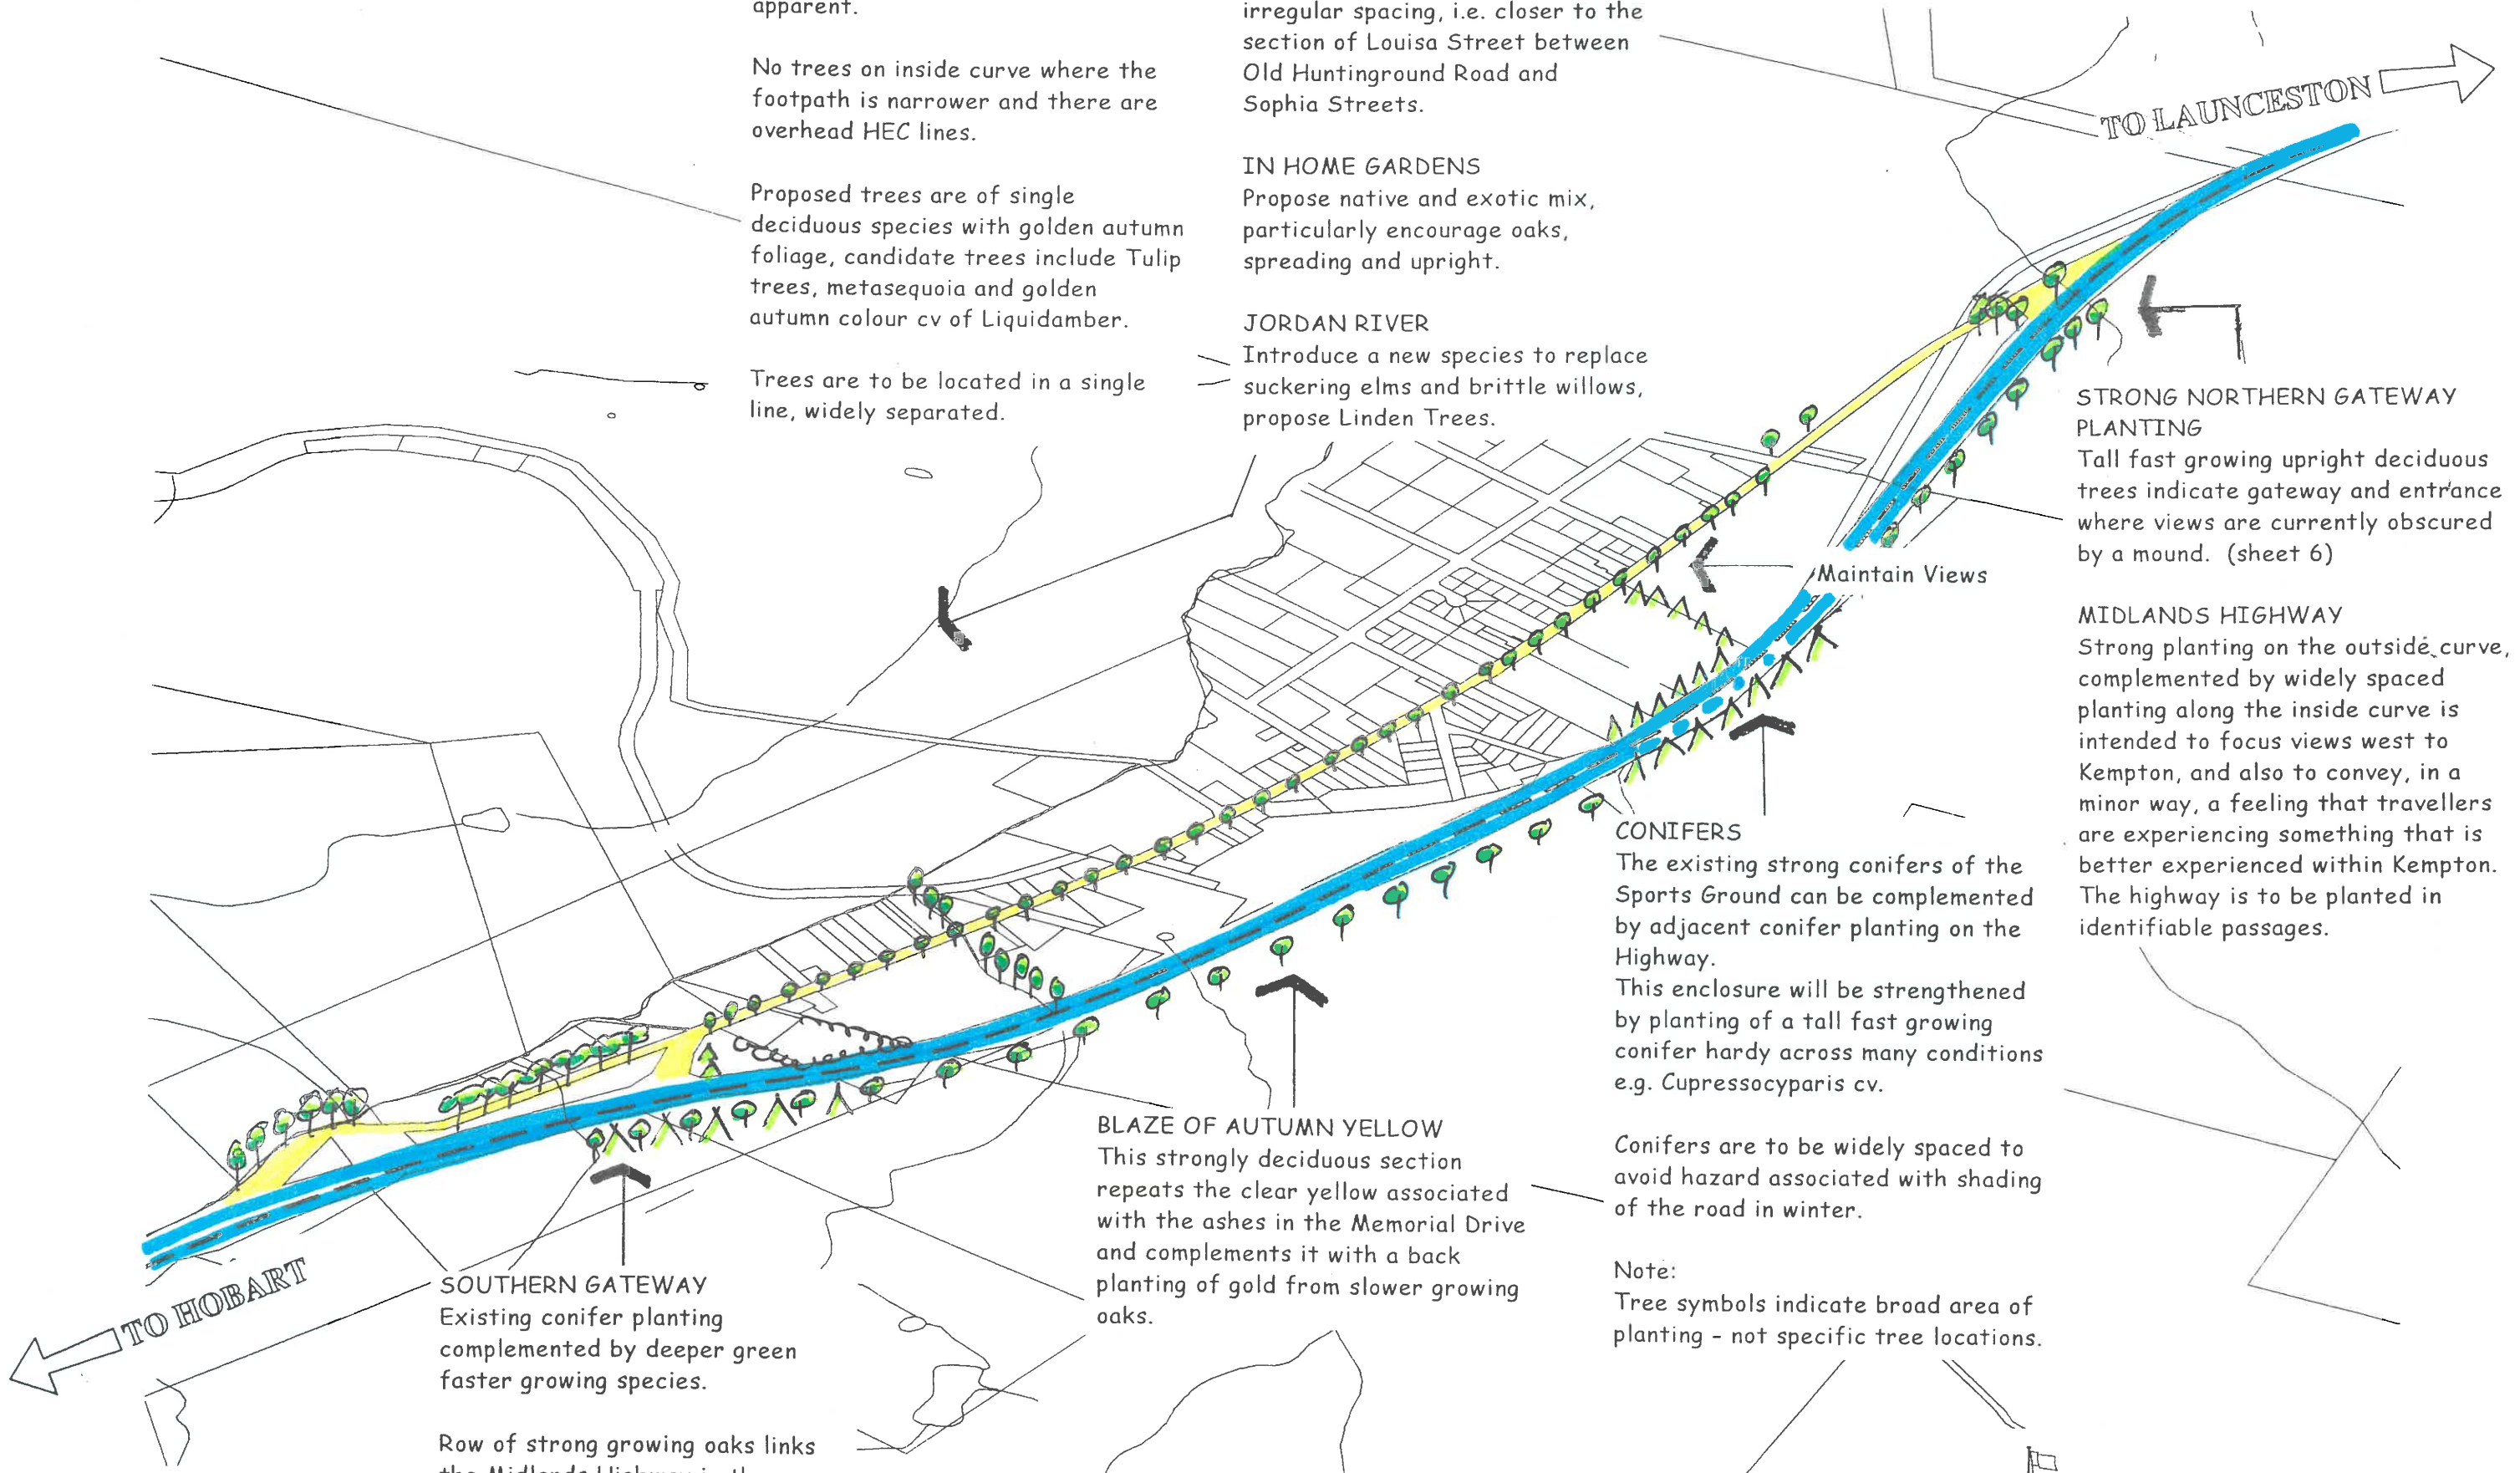 apparent.
No trees on inside curve where the
footpath is narrower and there are
overhead HEC lines.
Proposed trees are of single
deciduous species with golden autumn
foliage, candidate trees include Tulip
trees, metasequoia and golden
autumn colour cv of Liquidamber.
Trees are to be located in a single
line, widely separated.
irregular spacing, i.e. closer to the
section of Louisa Street between
Old Huntinground Road and
Sophia Streets.
IN HOME GARDENS
Propose native and exotic mix,
particularly encourage oaks,
spreading and upright.
JORDAN RIVER
Introduce a new species to replace
suckering elms and brittle willows,
propose Linden Trees.
TO LAUNCESTON
STRONG NORTHERN GATEWAY
PLANTING
Tall fast growing upright deciduous
trees indicate gateway and entrance
where views are currently obscured
by a mound. (sheet 6)
Maintain Views
MIDLANDS HIGHWAY
Strong planting on the outside curve,
complemented by widely spaced
planting along the inside curve is
intended to focus views west to
Kempton, and also to convey, in a
minor way, a feeling that travellers
are experiencing something that is
better experienced within Kempton.
The highway is to be planted in
identifiable passages.
CONIFERS
The existing strong conifers of the
Sports Ground can be complemented
by adjacent conifer planting on the
Highway.
This enclosure will be strengthened
by planting of a tall fast growing
conifer hardy across many conditions
e.g. Cupressocyparis cv.
Conifers are to be widely spaced to
avoid hazard associated with shading
of the road in winter.
Note:
Tree symbols indicate broad area of
planting - not specific tree locations.
BLAZE OF AUTUMN YELLOW
This strongly deciduous section
repeats the clear yellow associated
with the ashes in the Memorial Drive
and complements it with a back
planting of gold from slower growing
oaks.
TO HOBART
SOUTHERN GATEWAY
Existing conifer planting
complemented by deeper green
faster growing species.
Row of strong growing oaks links
the Midlands Highway